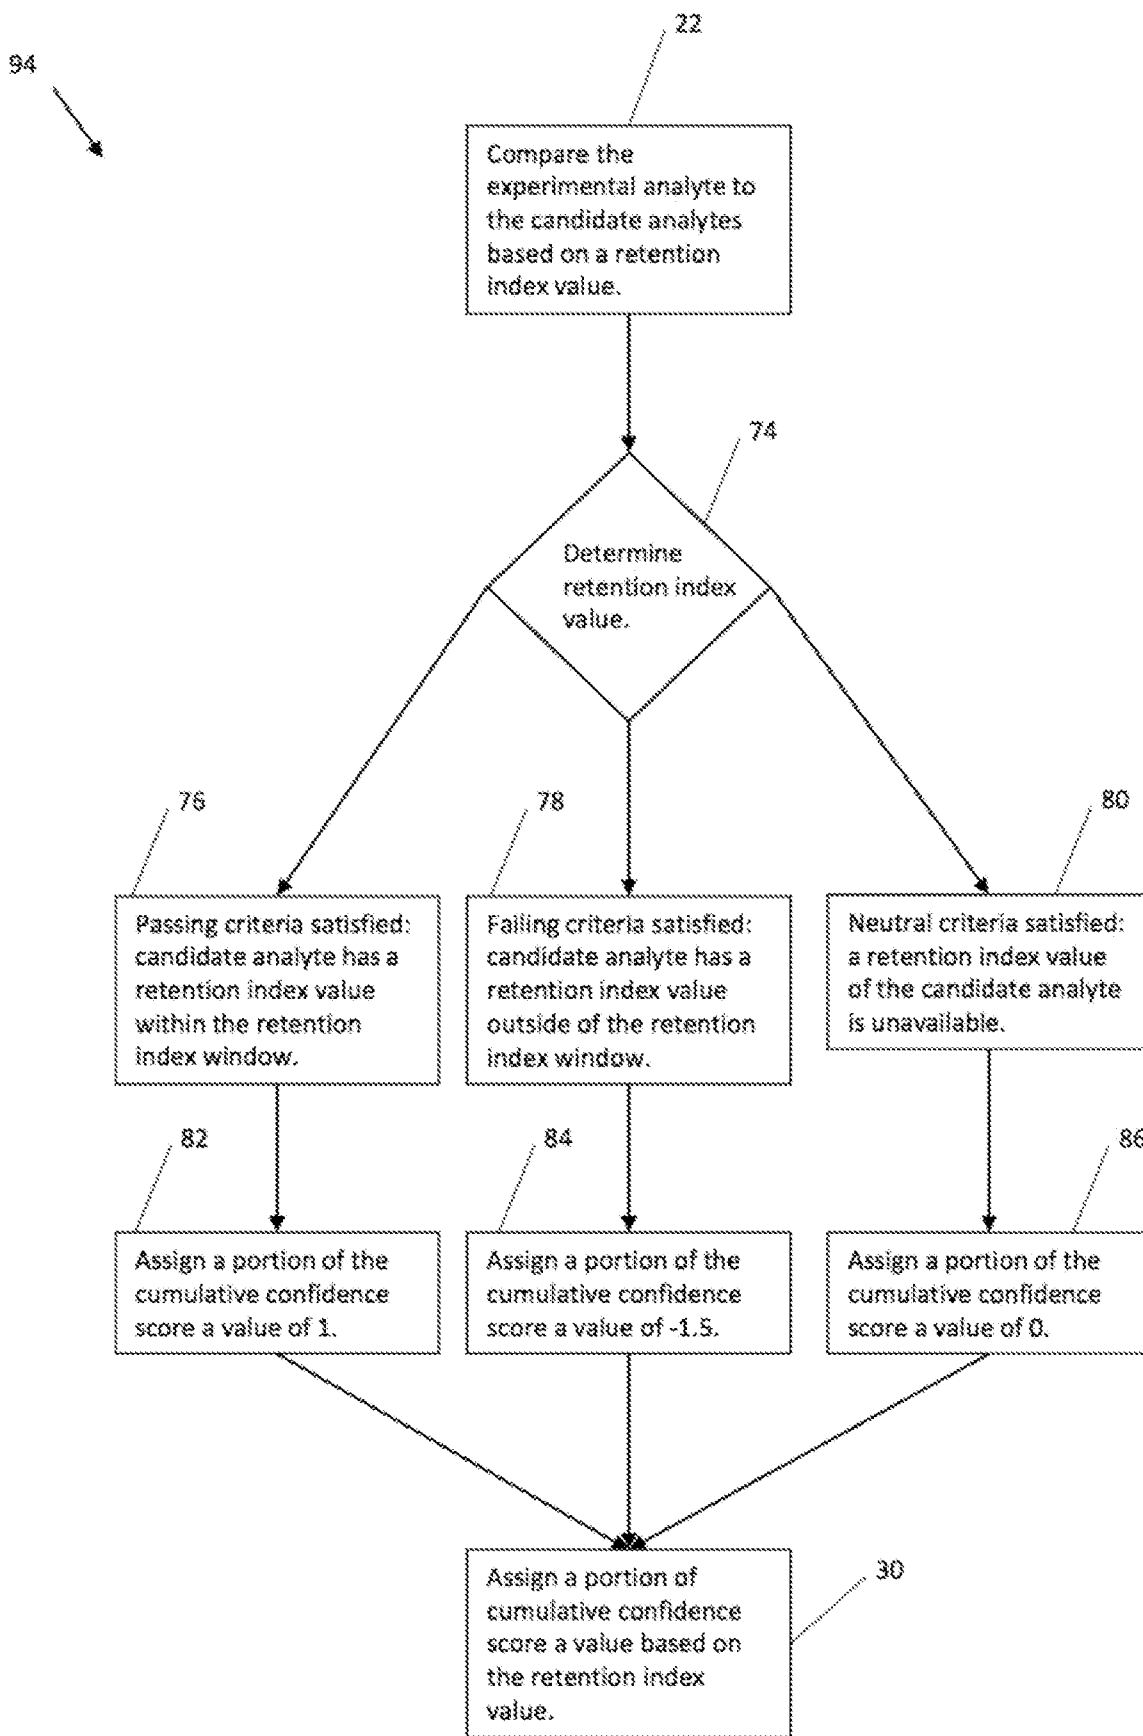 22
94
Compare the
experimental analyte to
the candidate analytes
based on a retention
index value.
74
Determine
retention index
value.
76
78
80
Passing criteria satisfied:
candidate analyte has a
retention index value
within the retention
index window.
Failing criteria satisfied:
candidate analyte has a
retention index value
outside of the retention
index window.
Neutral criteria satisfied:
a retention index value
of the candidate analyte
is unavailable.
82
84
86
Assign a portion of the
cumulative confidence
score a value of 1.
Assign a portion of the
cumulative confidence
score a value of -1.5.
Assign a portion of the
cumulative confidence
score a value of 0.
30
Assign a portion of
cumulative confidence
score a value based on
the retention index
value.